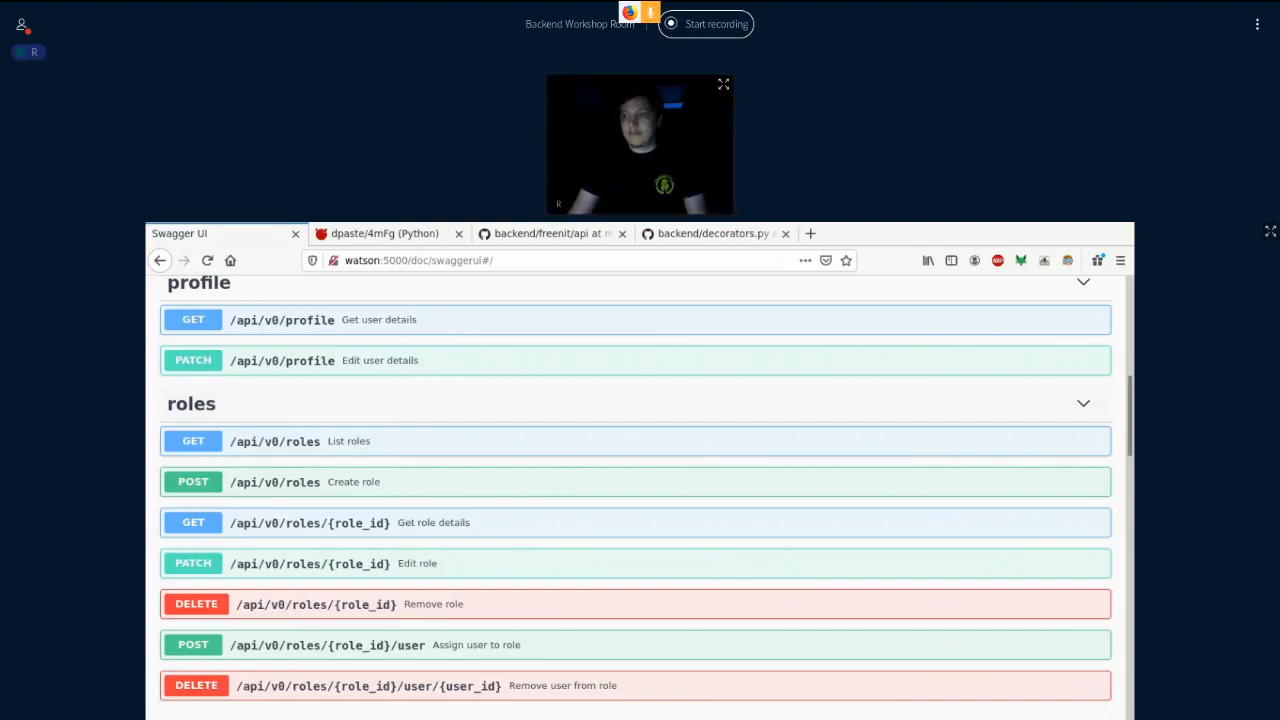 Backend Workshop Room
Start recording
R
R
Swagger UI
dpaste/4mFg (Python)
backend/freenit/api at m
backend/decorators.py a
watson:5000/doc/swaggerui#/
ABP
profile
GET /api/v0/profile Get user details
PATCH /api/v0/profile Edit user details
roles
GET /api/v0/roles List roles
POST /api/v0/roles Create role
GET /api/v0/roles/{role_id} Get role details
PATCH /api/v0/roles/{role_id} Edit role
DELETE /api/v0/roles/{role_id} Remove role
POST /api/v0/roles/{role_id}/user Assign user to role
DELETE /api/v0/roles/{role_id}/user/{user_id} Remove user from role